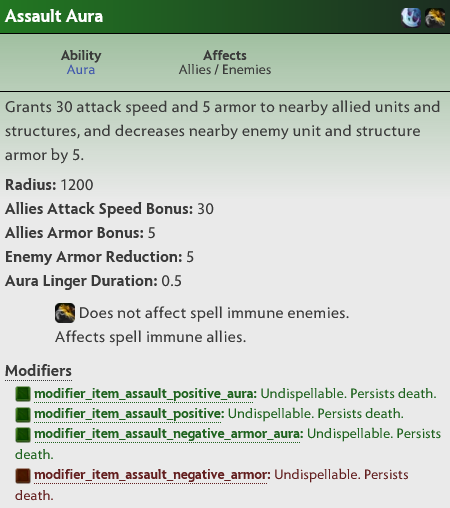 Assault Aura
Ability
Aura
Affects
Allies / Enemies
Grants 30 attack speed and 5 armor to nearby allied units and
structures, and decreases nearby enemy unit and structure
armor by 5.
Radius: 1200
Allies Attack Speed Bonus: 30
Allies Armor Bonus: 5
Enemy Armor Reduction: 5
Aura Linger Duration: 0.5
Does not affect spell immune enemies.
Affects spell immune allies.
Modifiers
modifier_item_assault_positive_aura: Undispellable. Persists death.
modifier_item_assault_positive: Undispellable. Persists death.
modifier_item_assault_negative_armor_aura: Undispellable. Persists
death.
modifier_item_assault_negative_armor: Undispellable. Persists
death.